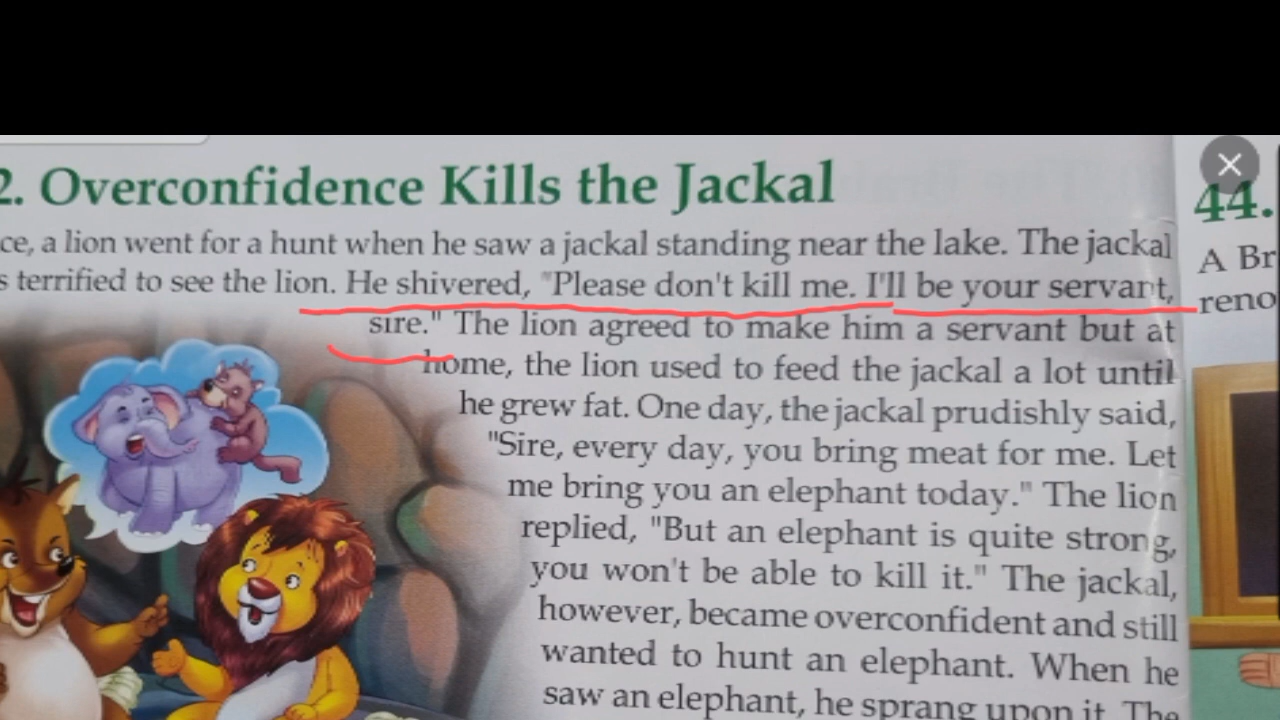 2. Overconfidence Kills the Jackal
ce, a lion went for a hunt when he saw a jackal standing near the lake. The jackal
s terrified to see the lion. He shivered, "Please don't kill me. I'll be your servant,
sire." The lion agreed to make him a servant but at
home, the lion used to feed the jackal a lot until
he grew fat. One day, the jackal prudishly said,
"Sire, every day, you bring meat for me. Let
me bring you an elephant today." The lion
replied, "But an elephant is quite strong,
you won't be able to kill it." The jackal,
however, became overconfident and still
wanted to hunt an elephant. When he
saw an elephant, he sprang upon it. The
44.
A Br
reno